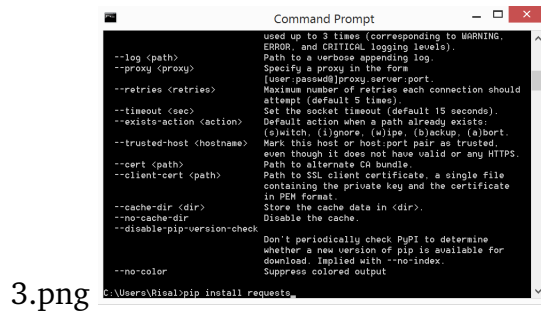 Command Prompt
used up to 3 times (corresponding to WARNING,
ERROR, and CRITICAL logging levels).
--log <path> Path to a verbose appending log.
--proxy <proxy> Specify a proxy in the form
[user:passwd@]proxy.server:port.
--retries <retries> Maximum number of retries each connection should
attempt (default 5 times).
--timeout <sec> Set the socket timeout (default 15 seconds).
--exists-action <action> Default action when a path already exists:
(s)witch, (i)gnore, (w)ipe, (b)ackup, (a)bort.
--trusted-host <hostname> Mark this host or host:port pair as trusted,
even though it does not have valid or any HTTPS.
--cert <path> Path to alternate CA bundle.
--client-cert <path> Path to SSL client certificate, a single file
containing the private key and the certificate
in PEM format.
--cache-dir <dir> Store the cache data in <dir>.
--no-cache-dir Disable the cache.
--disable-pip-version-check
Don't periodically check PyPI to determine
whether a new version of pip is available for
download. Implied with --no-index.
--no-color Suppress colored output
C:\Users\Risal>pip install requests_
3.png